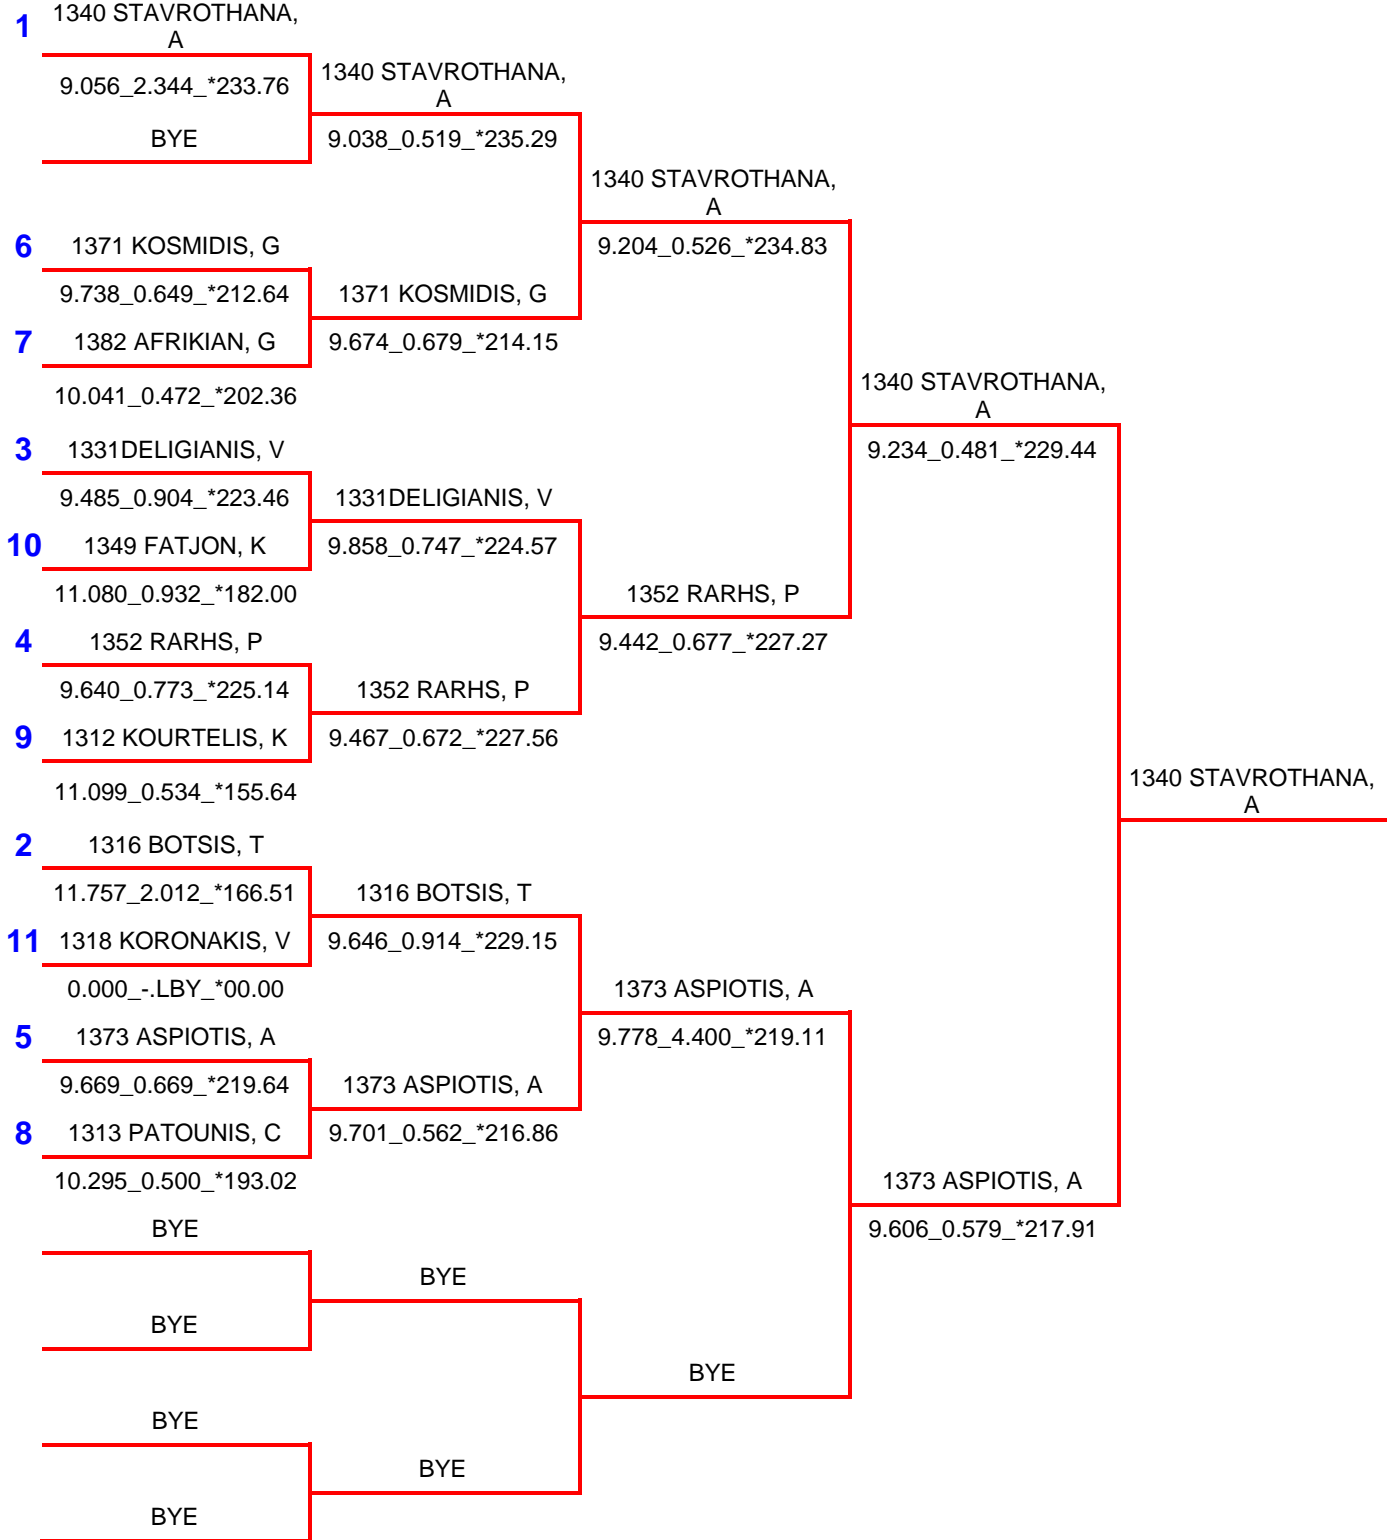 1
1340 STAVROTHANA,
A
9.056_2.344_*233.76
BYE
1340 STAVROTHANA,
A
9.038_0.519_*235.29
1340 STAVROTHANA,
A
9.204_0.526_*234.83
6
1371 KOSMIDIS, G
9.738_0.649_*212.64
1371 KOSMIDIS, G
9.674_0.679_*214.15
7
1382 AFRIKIAN, G
10.041_0.472_*202.36
1340 STAVROTHANA,
A
9.234_0.481_*229.44
3
1331DELIGIANIS, V
9.485_0.904_*223.46
1331DELIGIANIS, V
9.858_0.747_*224.57
10
1349 FATJON, K
11.080_0.932_*182.00
1352 RARHS, P
9.442_0.677_*227.27
4
1352 RARHS, P
9.640_0.773_*225.14
1352 RARHS, P
9.467_0.672_*227.56
9
1312 KOURTELIS, K
11.099_0.534_*155.64
1340 STAVROTHANA,
A
2
1316 BOTSIS, T
11.757_2.012_*166.51
1316 BOTSIS, T
9.646_0.914_*229.15
11
1318 KORONAKIS, V
0.000_-.LBY_*00.00
1373 ASPIOTIS, A
9.778_4.400_*219.11
5
1373 ASPIOTIS, A
9.669_0.669_*219.64
1373 ASPIOTIS, A
9.701_0.562_*216.86
8
1313 PATOUNIS, C
10.295_0.500_*193.02
1373 ASPIOTIS, A
9.606_0.579_*217.91
BYE
BYE
BYE
BYE
BYE
BYE
BYE